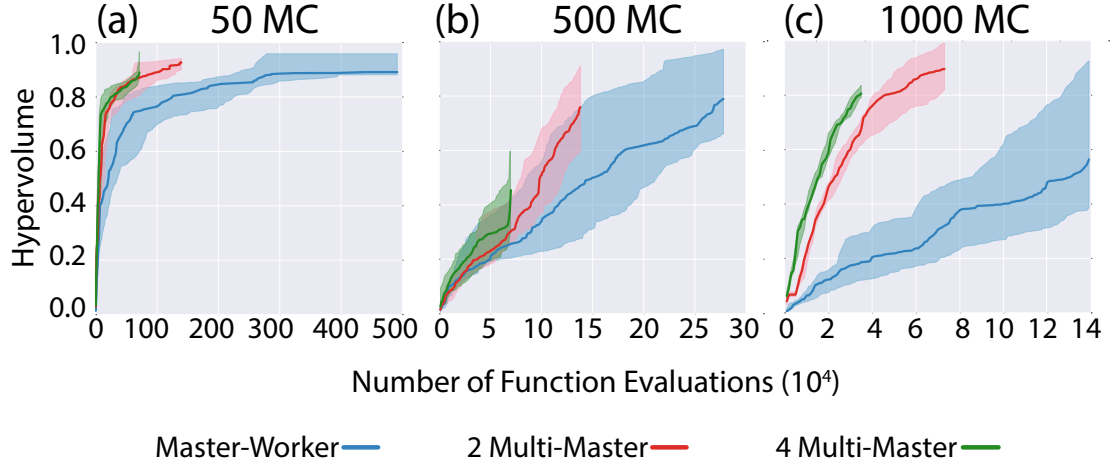 (a) 50 MC (b) 500 MC (c) 1000 MC
Hypervolume
1.0
0.8
0.6
0.4
0.2
0.0
0 100 200 300 400 500
0 5 10 15 20 25 30
0 2 4 6 8 10 12 14
Number of Function Evaluations (10⁴)
Master-Worker 2 Multi-Master 4 Multi-Master